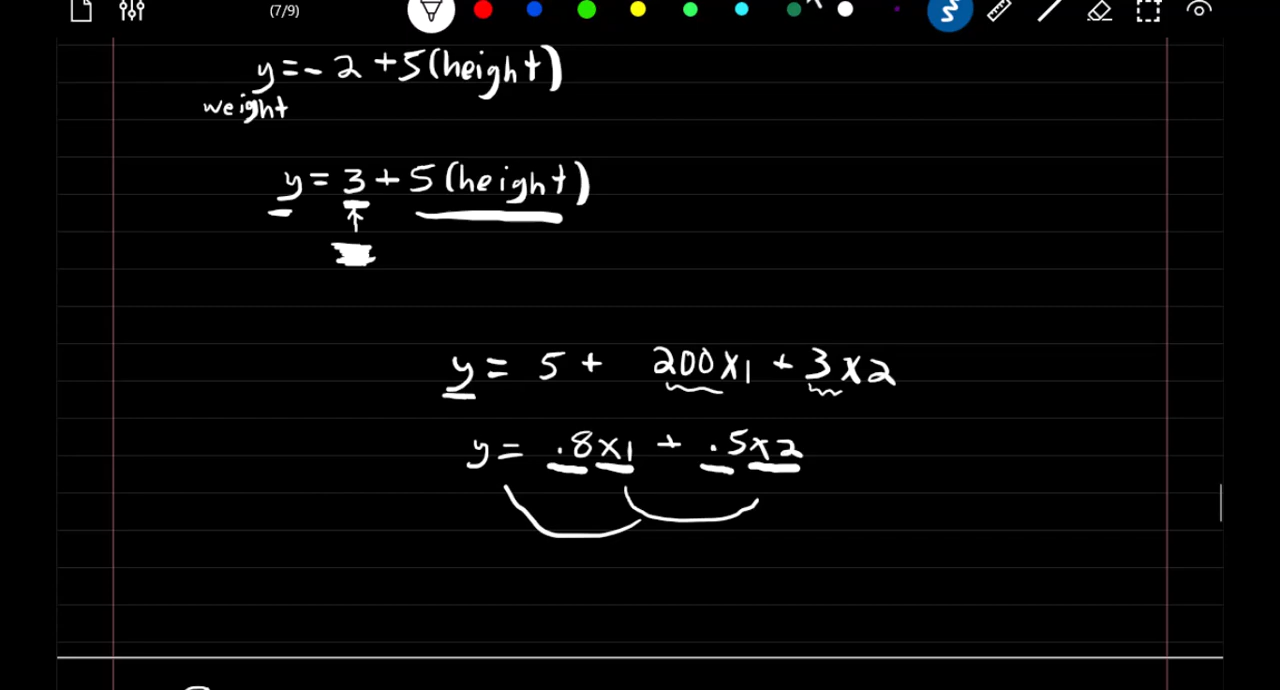 (7/9)
y = - 2 + 5 (height)
weight
y = 3 + 5 (height)
y = 5 + 200x1 + 3x2
y = .8x1 + .5x2